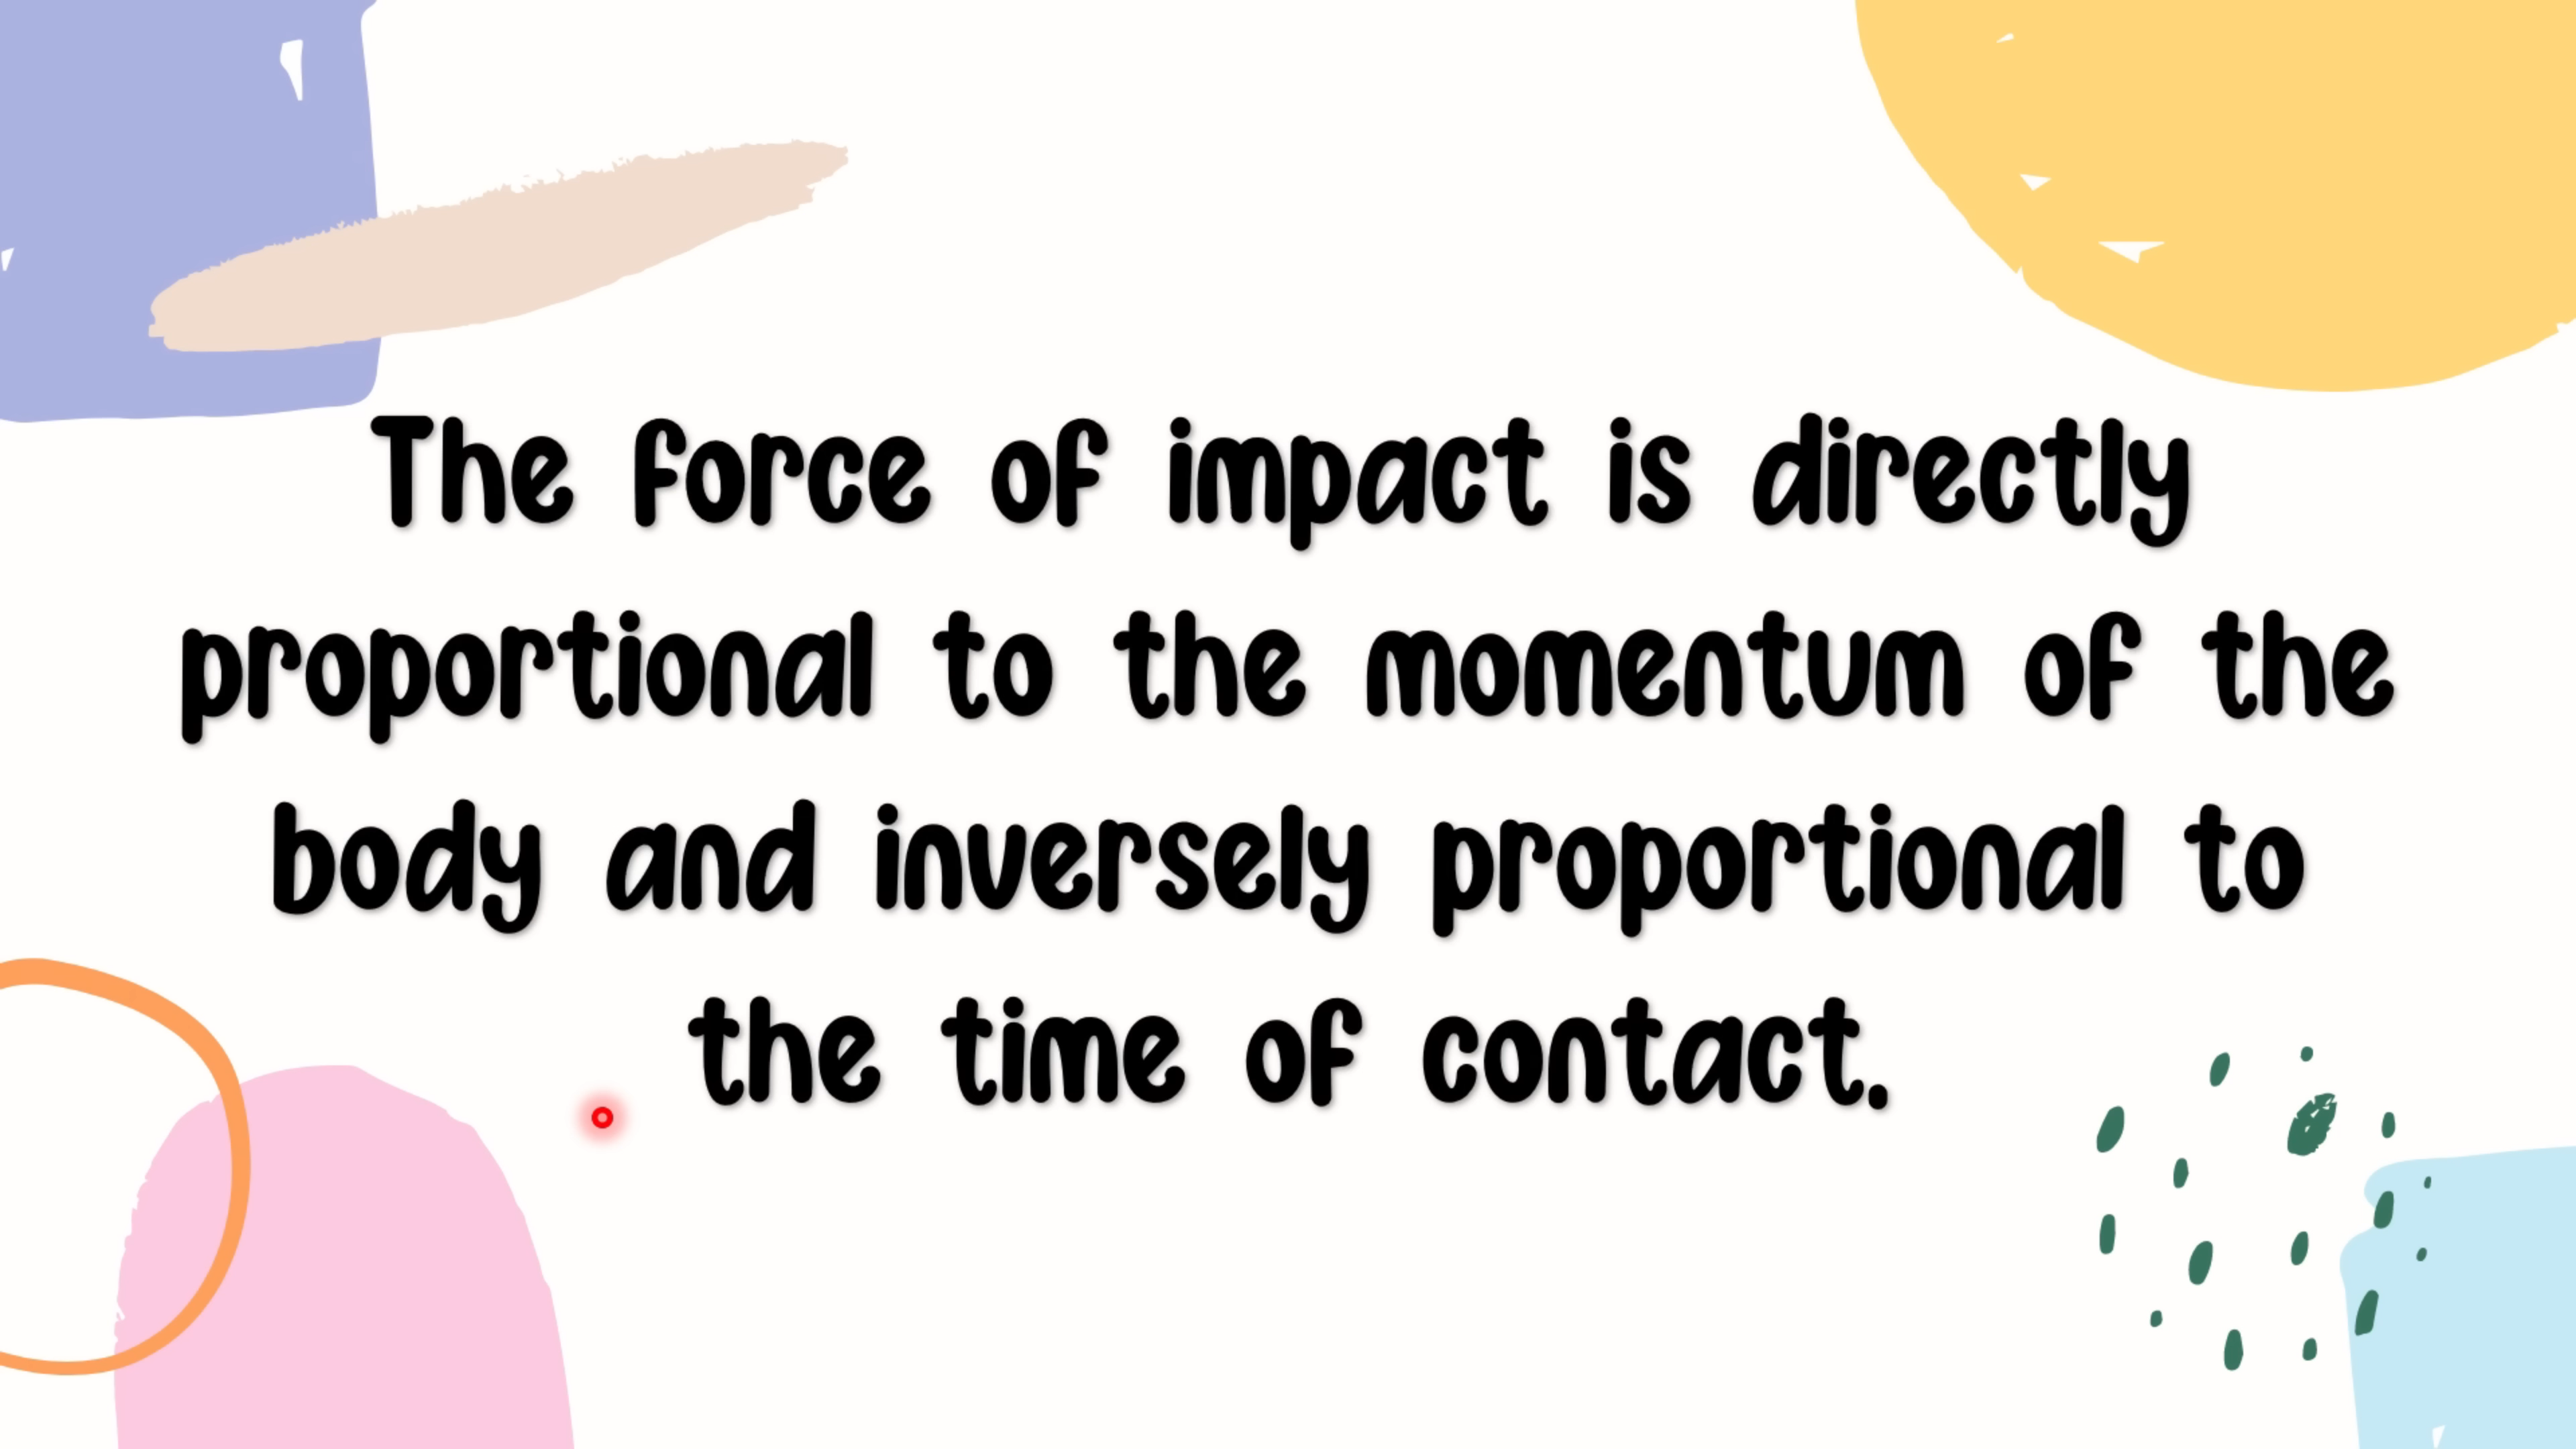 The force of impact is directly
proportional to the momentum of the
body and inversely proportional to
the time of contact.